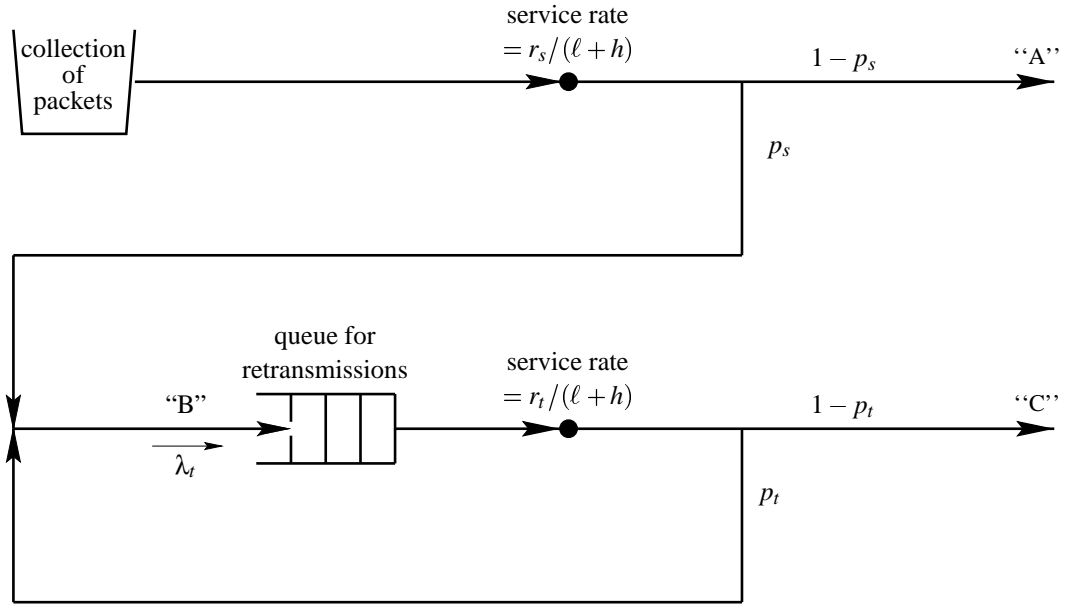 service rate
= r_s/(ℓ + h)
collection
of
packets
1 − p_s
‘‘A’’
p_s
queue for
retransmissions
service rate
= r_t/(ℓ + h)
“B”
λ_t
1 − p_t
‘‘C’’
p_t